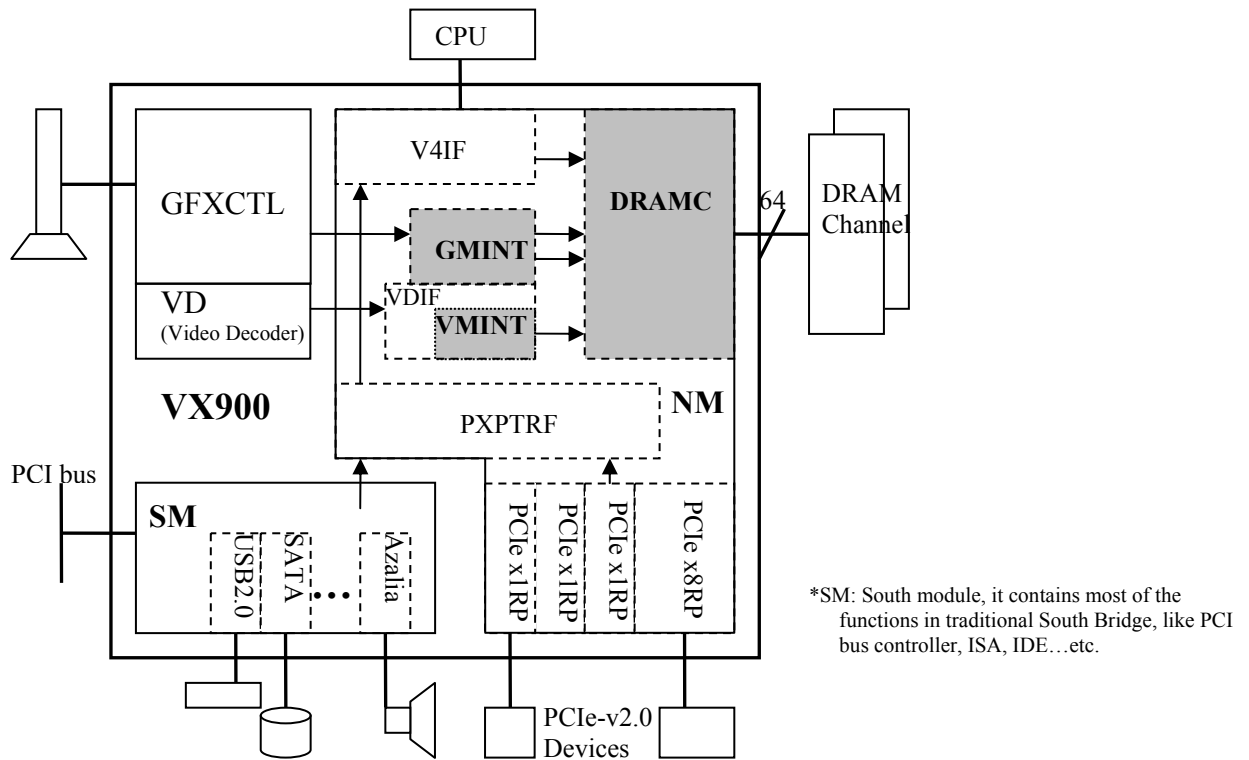 CPU
V4IF
GFXCTL
DRAMC
64
DRAM
Channel
GMINT
VD
(Video Decoder)
VDIF
VMINT
VX900
NM
PXPTRF
PCI bus
SM
USB2.0
SATA
...
Azalia
PCIe x1RP
PCIe x1RP
PCIe x1RP
PCIe x8RP
*SM: South module, it contains most of the
functions in traditional South Bridge, like PCI
bus controller, ISA, IDE…etc.
PCIe-v2.0
Devices